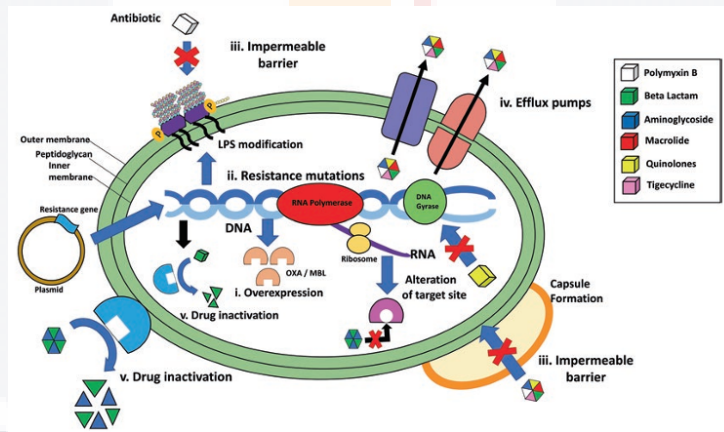 Antibiotic
iii. Impermeable
barrier
P
P
LPS modification
iv. Efflux pumps
Outer membrane
Peptidoglycan
Inner
membrane
Resistance gene
Plasmid
ii. Resistance mutations
RNA Polymerase
DNA
Gyrase
DNA
Ribosome
RNA
OXA / MBL
i. Overexpression
v. Drug inactivation
Alteration
of target site
Capsule
Formation
iii. Impermeable
barrier
v. Drug inactivation
Polymyxin B
Beta Lactam
Aminoglycoside
Macrolide
Quinolones
Tigecycline